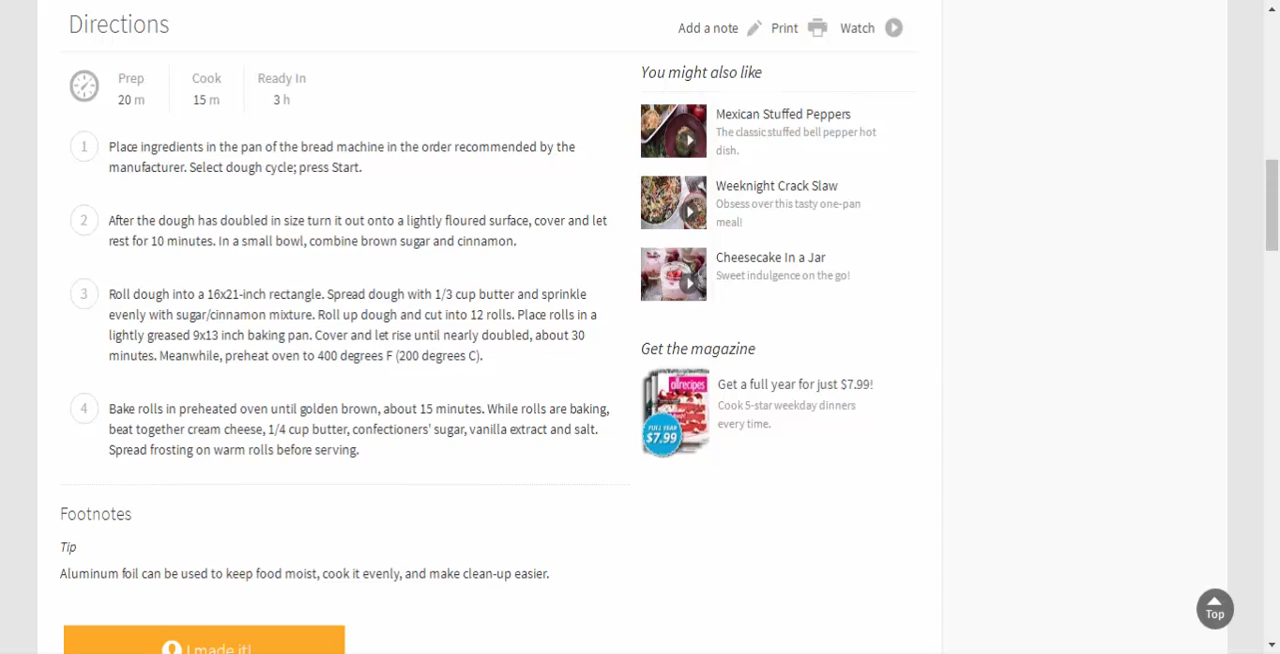 Directions
Add a note Print Watch
Prep Cook Ready In
20 m 15 m 3 h
1 Place ingredients in the pan of the bread machine in the order recommended by the
manufacturer. Select dough cycle; press Start.
2 After the dough has doubled in size turn it out onto a lightly floured surface, cover and let
rest for 10 minutes. In a small bowl, combine brown sugar and cinnamon.
3 Roll dough into a 16x21-inch rectangle. Spread dough with 1/3 cup butter and sprinkle
evenly with sugar/cinnamon mixture. Roll up dough and cut into 12 rolls. Place rolls in a
lightly greased 9x13 inch baking pan. Cover and let rise until nearly doubled, about 30
minutes. Meanwhile, preheat oven to 400 degrees F (200 degrees C).
4 Bake rolls in preheated oven until golden brown, about 15 minutes. While rolls are baking,
beat together cream cheese, 1/4 cup butter, confectioners' sugar, vanilla extract and salt.
Spread frosting on warm rolls before serving.
Footnotes
Tip
Aluminum foil can be used to keep food moist, cook it evenly, and make clean-up easier.
I made it!
You might also like
Mexican Stuffed Peppers
The classic stuffed bell pepper hot
dish.
Weeknight Crack Slaw
Obsess over this tasty one-pan
meal!
Cheesecake In a Jar
Sweet indulgence on the go!
Get the magazine
allrecipes
FULL YEAR
$7.99
Get a full year for just $7.99!
Cook 5-star weekday dinners
every time.
Top